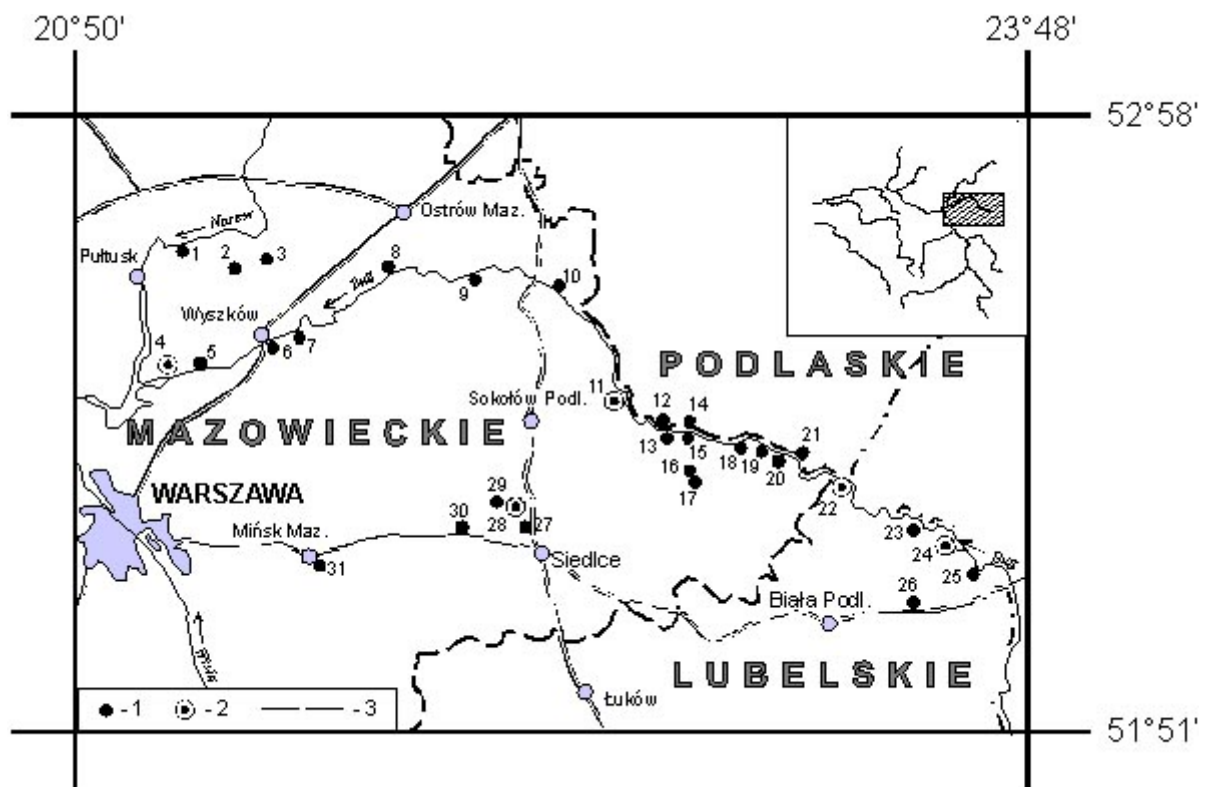 20°50'
23°48'
52°58'
Ostrów Maz.
Narew
Pułtusk
1
2
3
8
9
10
Bug
Wyszków
4
5
6
7
PODLASKIE
11
12
14
Sokołów Podl.
MAZOWIECKIE
13
15
18
19
20
21
16
17
22
WARSZAWA
29
30
28
27
23
24
Bug
25
Mińsk Maz.
31
Siedlce
26
Biała Podl.
Wisła
LUBELSKIE
Łuków
- 1
- 2
- 3
51°51'